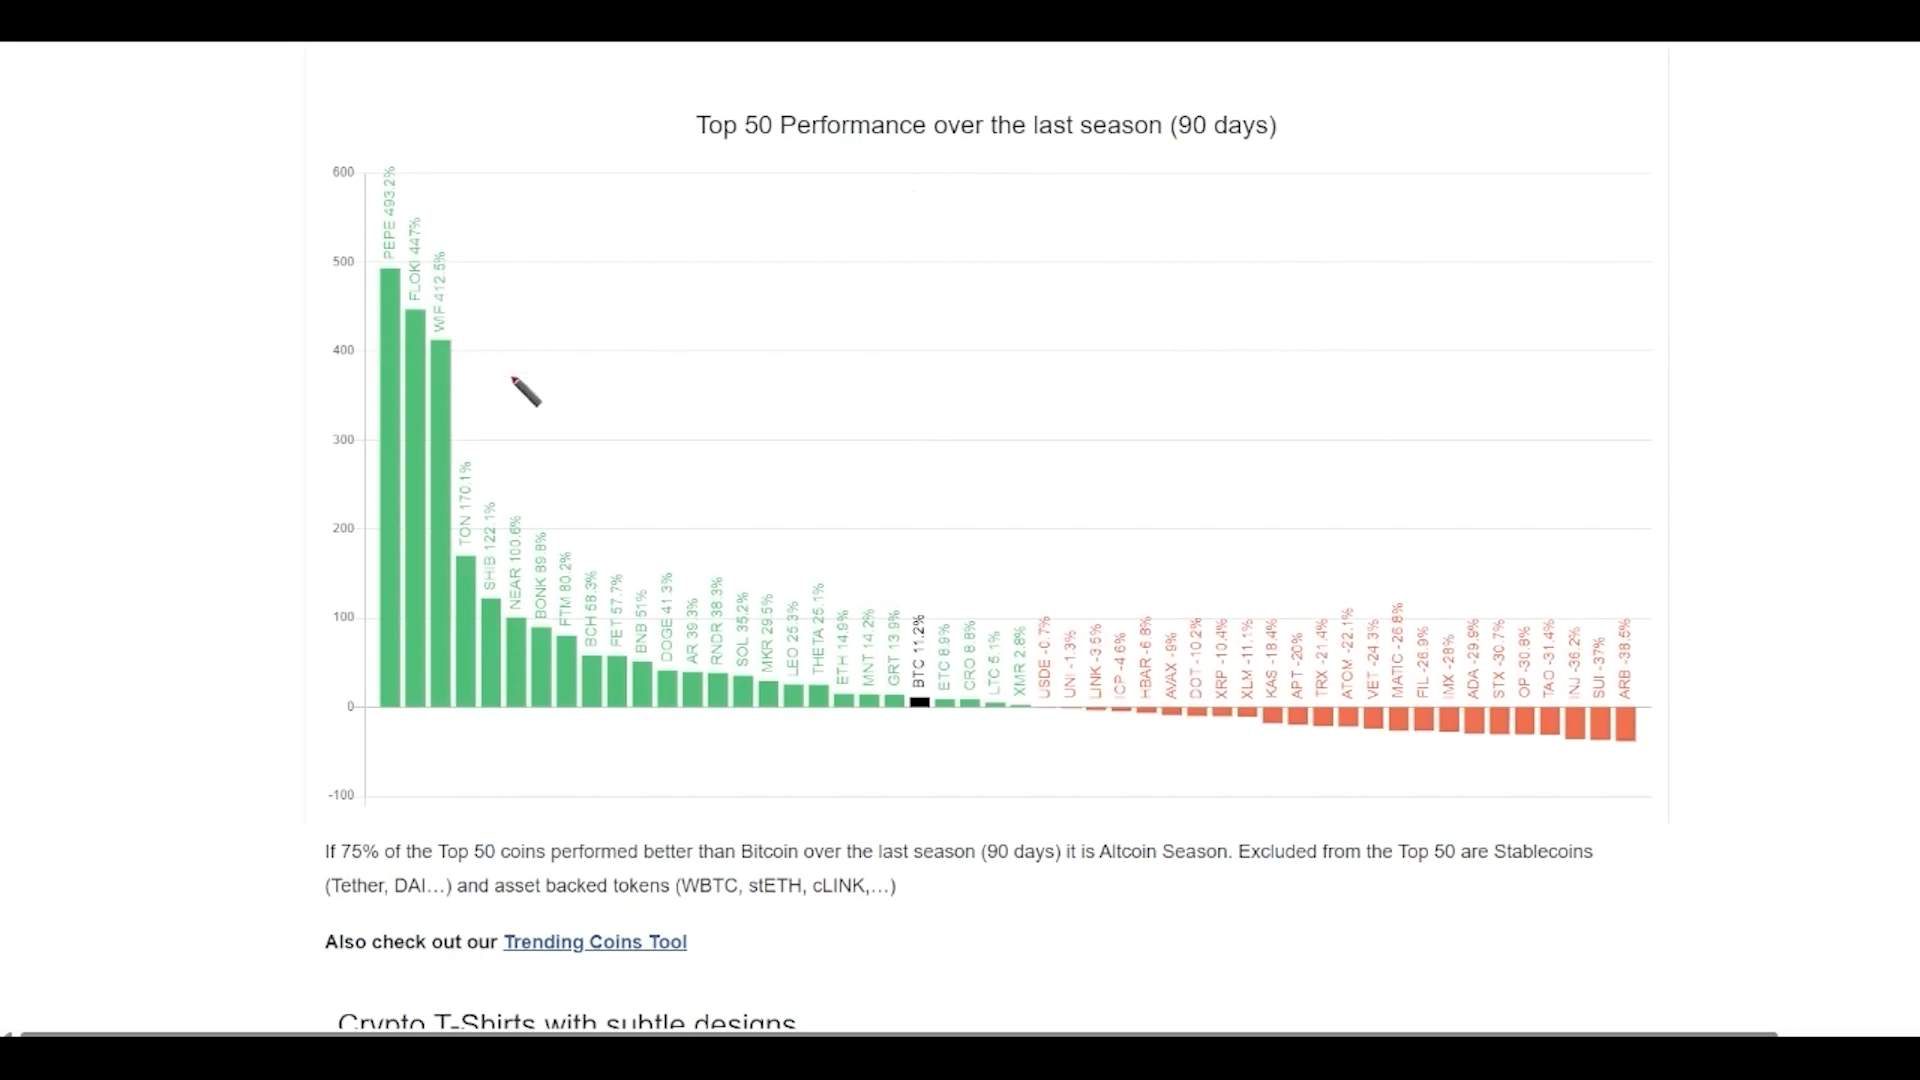 Top 50 Performance over the last season (90 days)
600
500
400
300
200
100
0
-100
PEPE 493.2%
FLOKI 447%
WIF 412.5%
TON 170.1%
SHIB 122.1%
NEAR 100.6%
BONK 89.8%
FTM 80.2%
BCH 58.3%
FET 57.7%
BNB 51%
DOGE 41.3%
AR 39.3%
RNDR 38.3%
SOL 35.2%
MKR 29.5%
LEO 25.3%
THETA 25.1%
ETH 14.9%
MNT 14.2%
GRT 13.9%
BTC 11.2%
ETC 8.9%
CRO 8.8%
LTC 5.1%
XMR 2.8%
USDE -0.7%
UNI -1.3%
LINK -3.5%
ICP -4.6%
HBAR -6.8%
AVAX -9%
DOT -10.2%
XRP -10.4%
XLM -11.1%
KAS -18.4%
APT -20%
TRX -21.4%
ATOM -22.1%
VET -24.3%
MATIC -26.8%
FIL -26.9%
IMX -28%
ADA -29.9%
STX -30.7%
OP -30.8%
TAO -31.4%
INJ -36.2%
SUI -37%
ARB -38.5%
If 75% of the Top 50 coins performed better than Bitcoin over the last season (90 days) it is Altcoin Season. Excluded from the Top 50 are Stablecoins
(Tether, DAI…) and asset backed tokens (WBTC, stETH, cLINK,…)
Also check out our Trending Coins Tool
Crypto T-Shirts with subtle designs